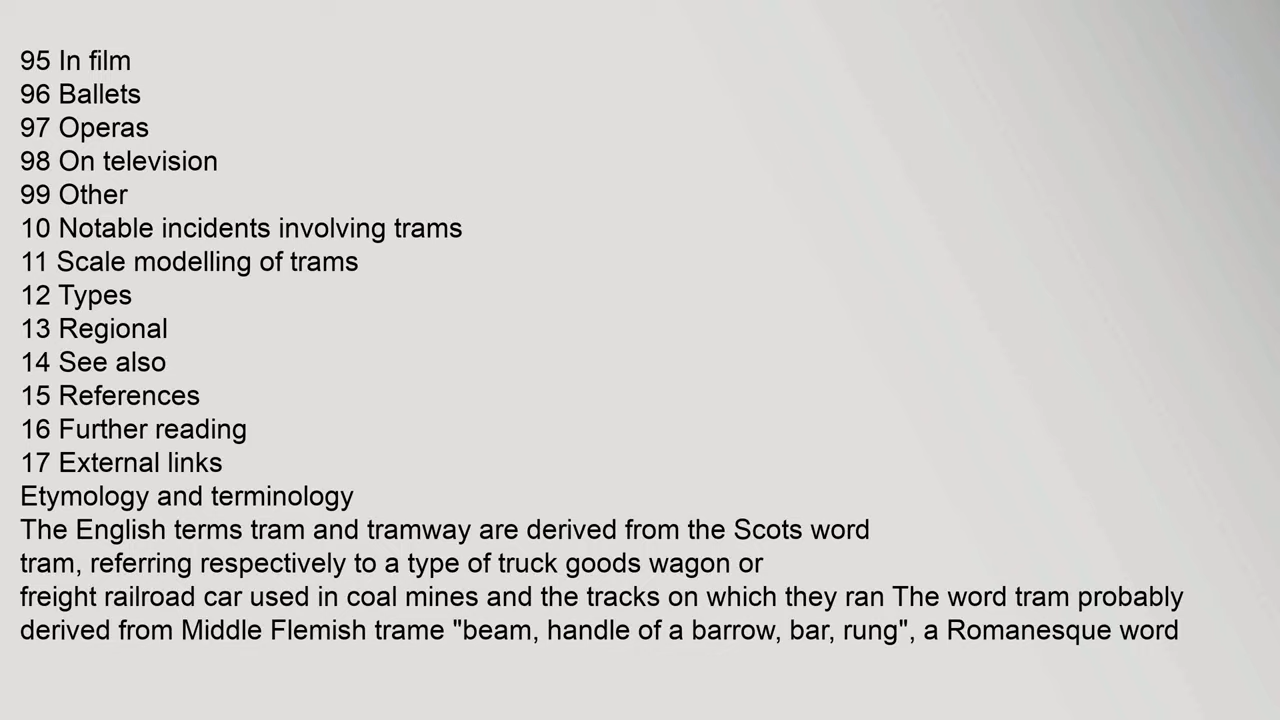 95 In film
96 Ballets
97 Operas
98 On television
99 Other
10 Notable incidents involving trams
11 Scale modelling of trams
12 Types
13 Regional
14 See also
15 References
16 Further reading
17 External links
Etymology and terminology
The English terms tram and tramway are derived from the Scots word
tram, referring respectively to a type of truck goods wagon or
freight railroad car used in coal mines and the tracks on which they ran The word tram probably
derived from Middle Flemish trame "beam, handle of a barrow, bar, rung", a Romanesque word